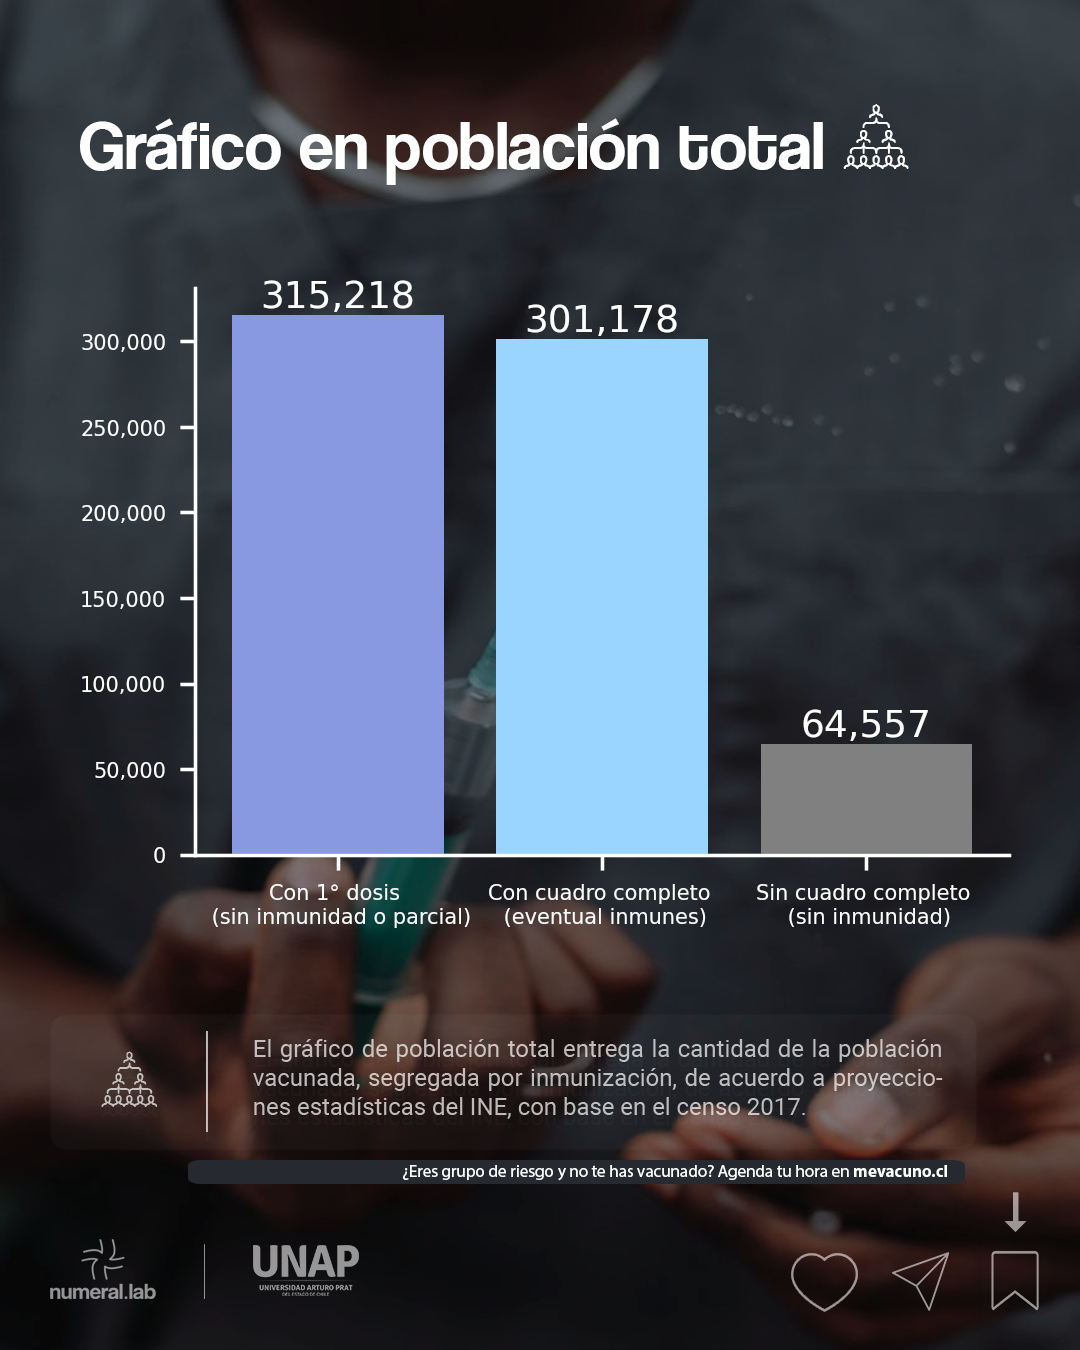 Gráfico en población total
315,218
301,178
64,557
300,000
250,000
200,000
150,000
100,000
50,000
0
Con 1° dosis
(sin inmunidad o parcial)
Con cuadro completo
(eventual inmunes)
Sin cuadro completo
(sin inmunidad)
El gráfico de población total entrega la cantidad de la población
vacunada, segregada por inmunización, de acuerdo a proyeccio-
nes estadísticas del INE, con base en el censo 2017.
¿Eres grupo de riesgo y no te has vacunado? Agenda tu hora en mevacuno.cl
numeral.lab
UNAP
UNIVERSIDAD ARTURO PRAT
DEL ESTADO DE CHILE